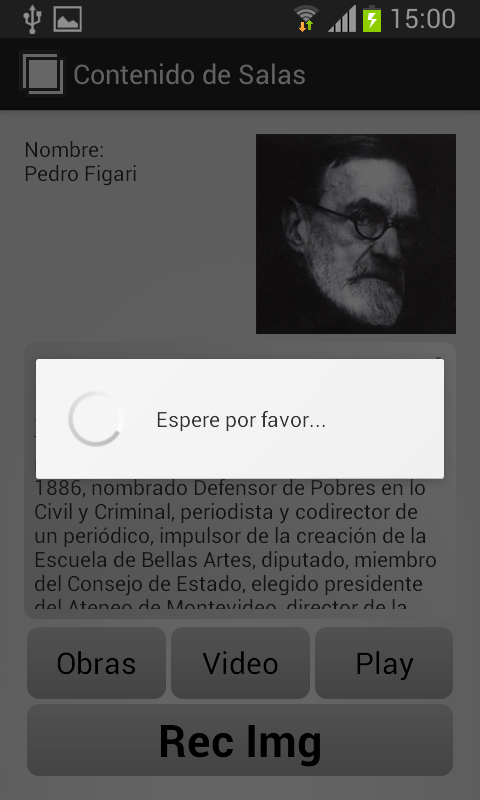 15:00
Contenido de Salas
Nombre:
Pedro Figari
Espere por favor...
1886, nombrado Defensor de Pobres en lo
Civil y Criminal, periodista y codirector de
un periódico, impulsor de la creación de la
Escuela de Bellas Artes, diputado, miembro
del Consejo de Estado, elegido presidente
del Ateneo de Montevideo, director de la
Obras
Video
Play
Rec Img